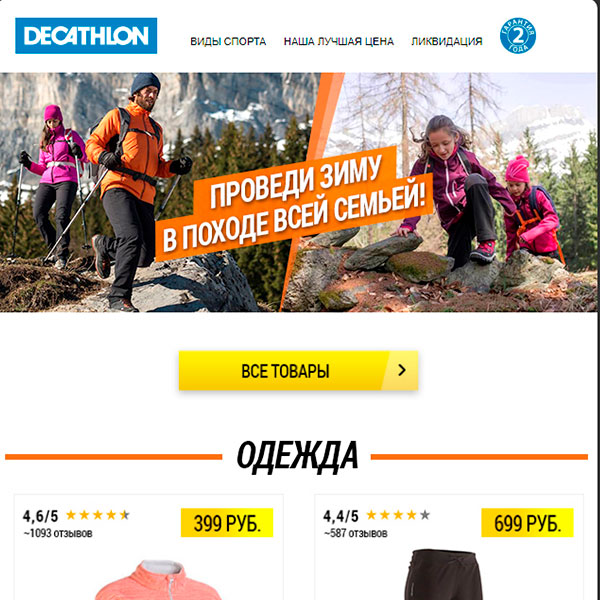 DECATHLON
ВИДЫ СПОРТА
НАША ЛУЧШАЯ ЦЕНА
ЛИКВИДАЦИЯ
ГАРАНТИЯ
2
ГОДА
ПРОВЕДИ ЗИМУ
В ПОХОДЕ ВСЕЙ СЕМЬЕЙ!
ВСЕ ТОВАРЫ
ОДЕЖДА
4,6/5
~1093 отзывов
399 РУБ.
4,4/5
~587 отзывов
699 РУБ.